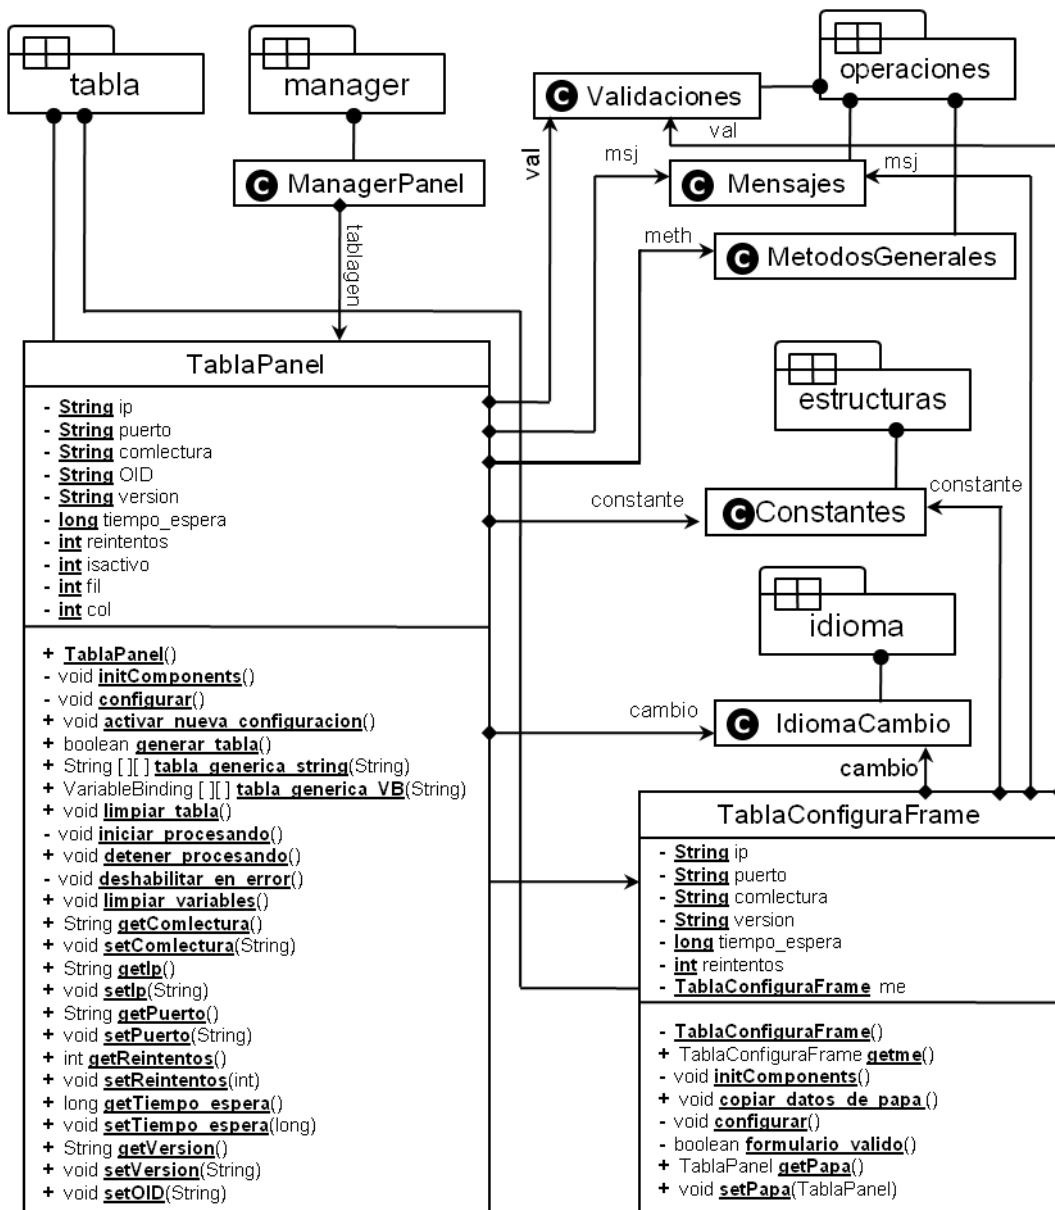 tabla
manager
operaciones
C Validaciones
val
val
msj
msj
C ManagerPanel
C Mensajes
tablagen
meth
C MetodosGenerales
TablaPanel
- String ip
- String puerto
- String comlectura
- String OID
- String version
- long tiempo_espera
- int reintentos
- int isactivo
- int fil
- int col
estructuras
constante
constante
C Constantes
idioma
cambio
C IdiomaCambio
cambio
+ TablaPanel()
- void initComponents()
- void configurar()
+ void activar_nueva_configuracion()
+ boolean generar_tabla()
+ String [ ][ ] tabla_generica_string(String)
+ VariableBinding [ ][ ] tabla_generica_VB(String)
+ void limpiar_tabla()
- void iniciar_procesando()
+ void detener_procesando()
- void deshabilitar_en_error()
+ void limpiar_variables()
+ String getComlectura()
+ void setComlectura(String)
+ String getIp()
+ void setIp(String)
+ String getPuerto()
+ void setPuerto(String)
+ int getReintentos()
+ void setReintentos(int)
+ long getTiempo_espera()
+ void setTiempo_espera(long)
+ String getVersion()
+ void setVersion(String)
+ void setOID(String)
TablaConfiguraFrame
- String ip
- String puerto
- String comlectura
- String version
- long tiempo_espera
- int reintentos
- TablaConfiguraFrame me
- TablaConfiguraFrame()
+ TablaConfiguraFrame getme()
- void initComponents()
+ void copiar_datos_de_papa()
- void configurar()
- boolean formulario_valido()
+ TablaPanel getPapa()
+ void setPapa(TablaPanel)